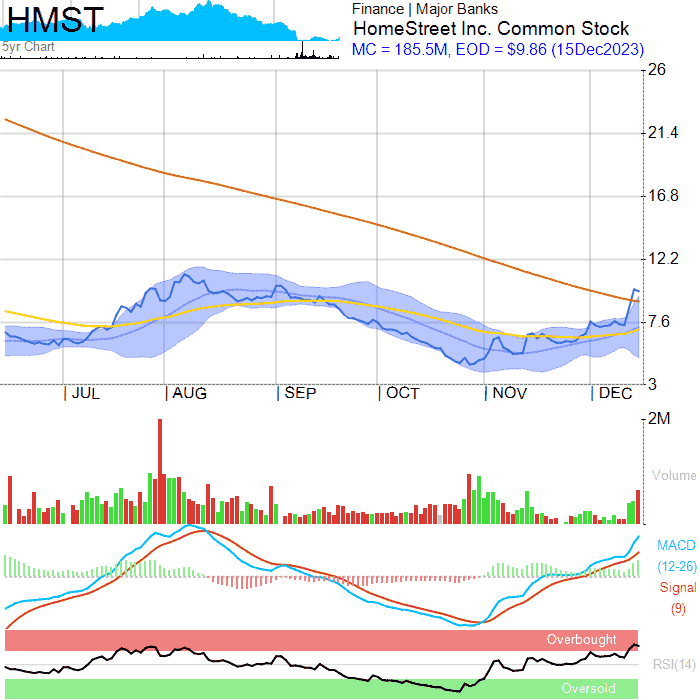 HMST
5yr Chart
Finance | Major Banks
HomeStreet Inc. Common Stock
MC = 185.5M, EOD = $9.86 (15Dec2023)
26
21.4
16.8
12.2
7.6
3
JUL AUG SEP OCT NOV DEC
2M
Volume
MACD
(12-26)
Signal
(9)
Overbought
RSI(14)
Oversold